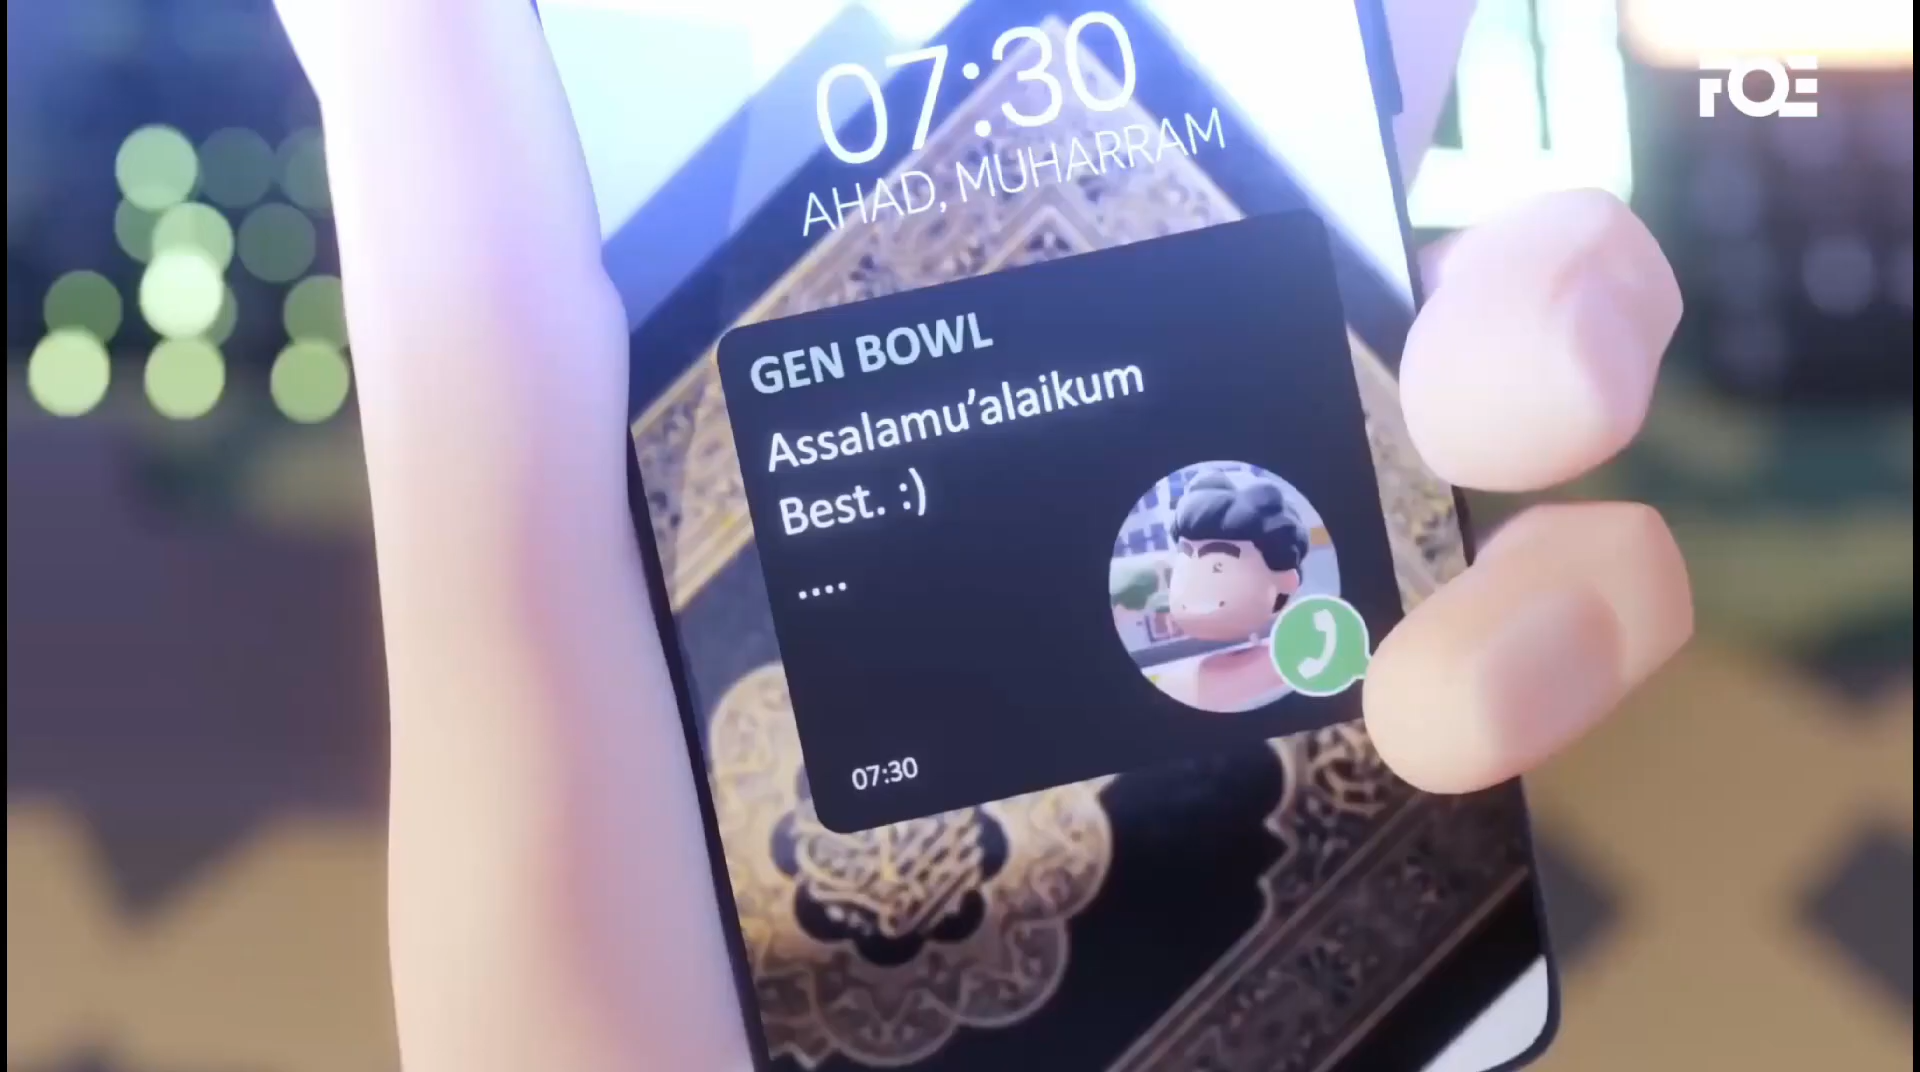 FOE
07:30
AHAD, MUHARRAM
GEN BOWL
Assalamu’alaikum
Best. :)
....
07:30